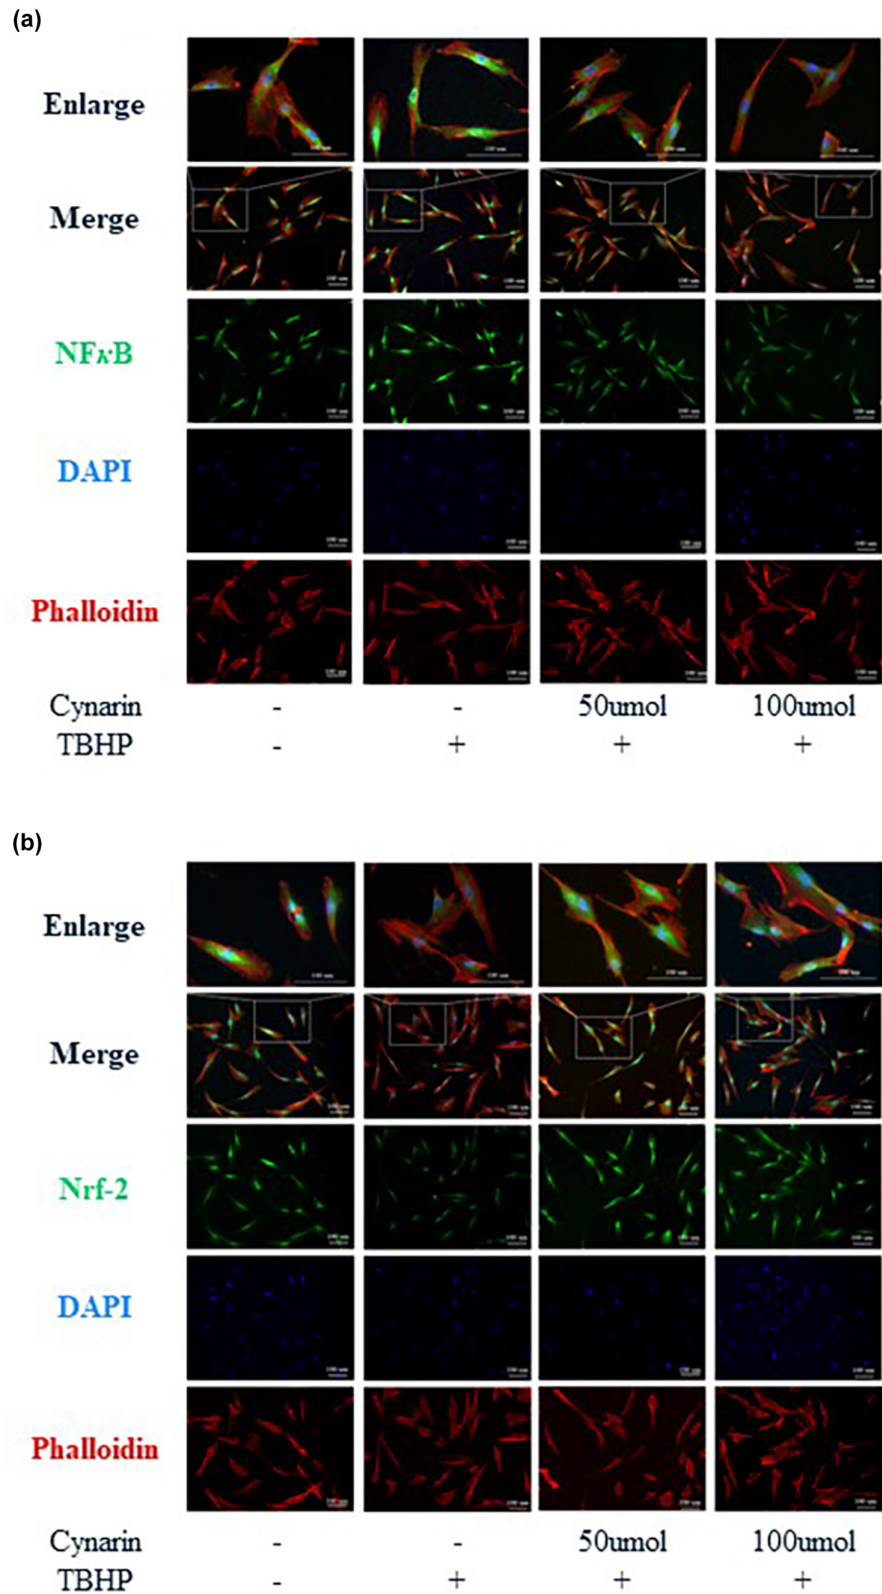 (a)
Enlarge
Merge
NFκB
DAPI
Phalloidin
Cynarin - - 50umol 100umol
TBHP - + + +
(b)
Enlarge
Merge
Nrf-2
DAPI
Phalloidin
Cynarin - - 50umol 100umol
TBHP - + + +